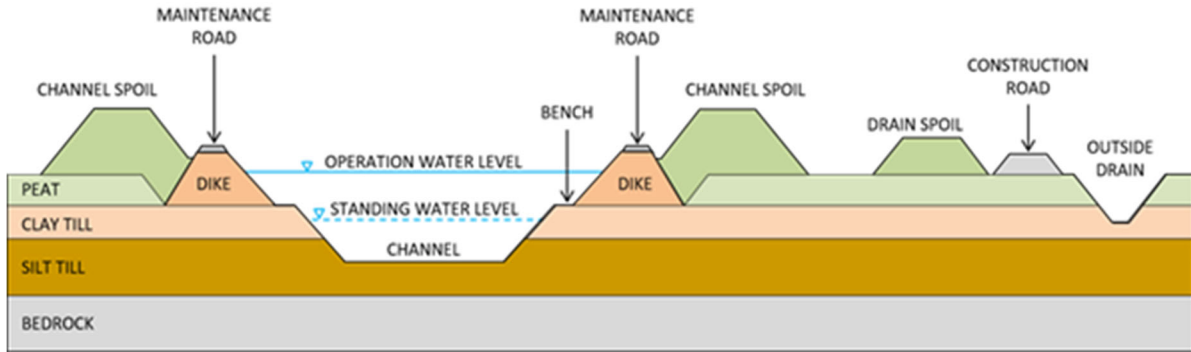 MAINTENANCE
ROAD
MAINTENANCE
ROAD
CONSTRUCTION
ROAD
CHANNEL SPOIL
CHANNEL SPOIL
BENCH
DRAIN SPOIL
OUTSIDE
DRAIN
OPERATION WATER LEVEL
PEAT
DIKE
DIKE
STANDING WATER LEVEL
CLAY TILL
CHANNEL
SILT TILL
BEDROCK